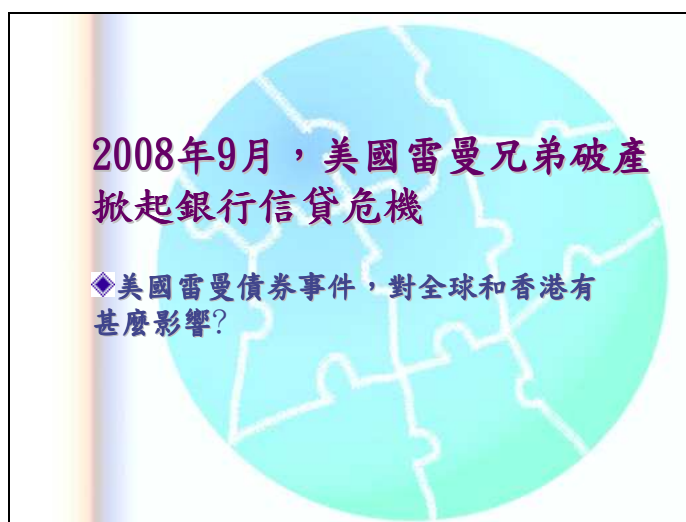 2008年9月，美國雷曼兄弟破產
掀起銀行信貸危機
美國雷曼債券事件，對全球和香港有
甚麼影響?